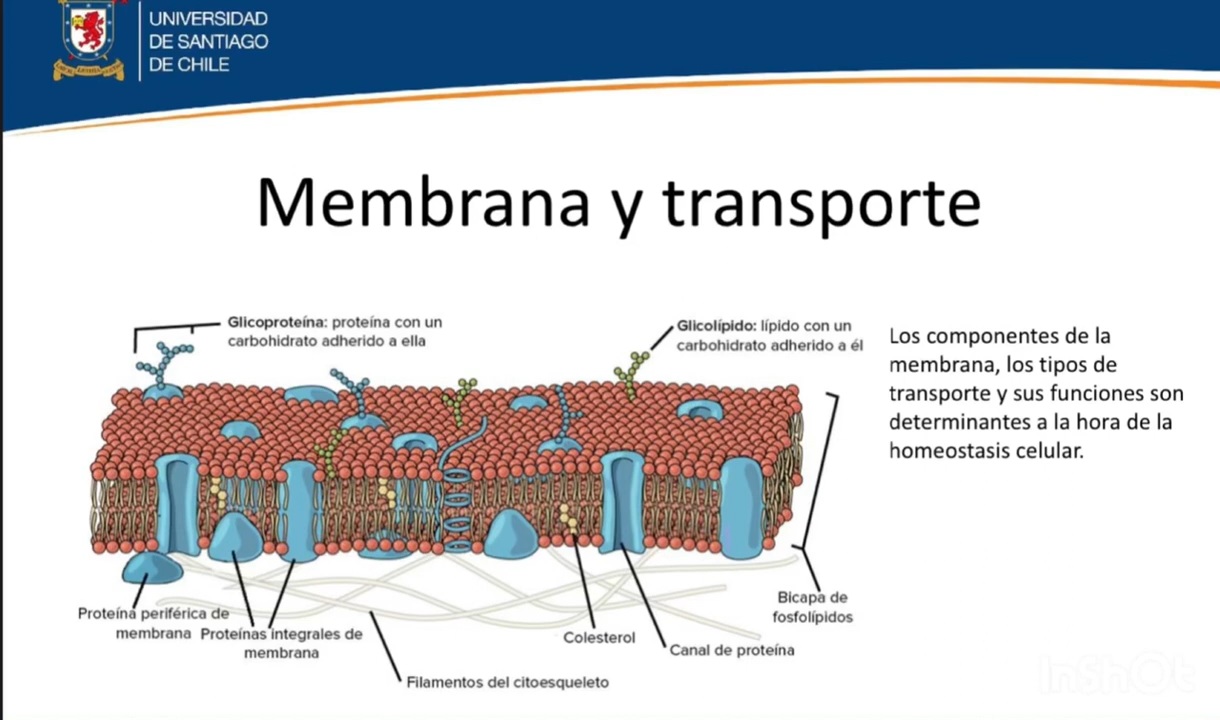 UNIVERSIDAD
DE SANTIAGO
DE CHILE
Membrana y transporte
Glicoproteína: proteína con un
carbohidrato adherido a ella
Glicolípido: lípido con un
carbohidrato adherido a él
Los componentes de la
membrana, los tipos de
transporte y sus funciones son
determinantes a la hora de la
homeostasis celular.
Proteína periférica de
membrana
Proteínas integrales de
membrana
Filamentos del citoesqueleto
Colesterol
Canal de proteína
Bicapa de
fosfolípidos
InShOt